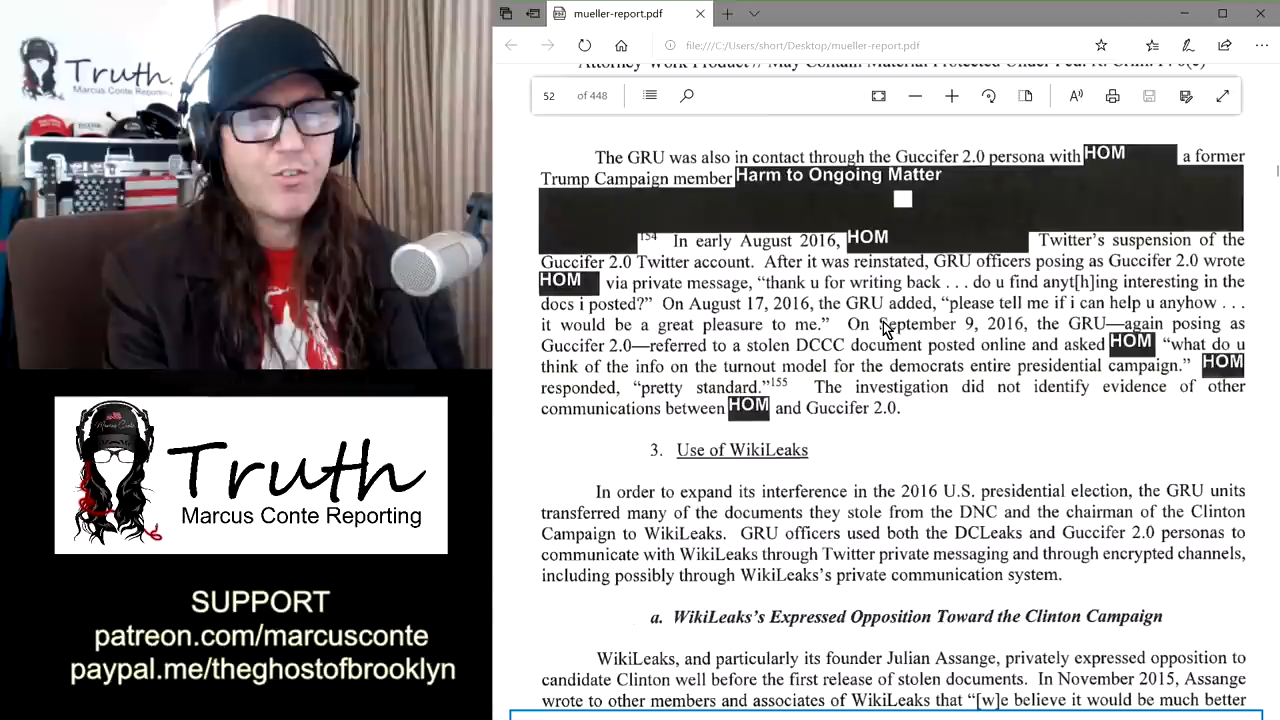 Truth.
Marcus Conte Reporting
Truth
Marcus Conte Reporting
SUPPORT
patreon.com/marcusconte
paypal.me/theghostofbrooklyn
mueller-report.pdf
file:///C:/Users/short/Desktop/mueller-report.pdf
52 of 448
Attorney Work Product // May Contain Material Protected Under Fed. R. Crim. P. 6(e)
The GRU was also in contact through the Guccifer 2.0 persona with HOM a former
Trump Campaign member Harm to Ongoing Matter
154 In early August 2016, HOM Twitter's suspension of the
Guccifer 2.0 Twitter account. After it was reinstated, GRU officers posing as Guccifer 2.0 wrote
HOM via private message, “thank u for writing back . . . do u find anyt[h]ing interesting in the
docs i posted?” On August 17, 2016, the GRU added, “please tell me if i can help u anyhow . . .
it would be a great pleasure to me.” On September 9, 2016, the GRU—again posing as
Guccifer 2.0—referred to a stolen DCCC document posted online and asked HOM “what do u
think of the info on the turnout model for the democrats entire presidential campaign.” HOM
responded, “pretty standard.”155 The investigation did not identify evidence of other
communications between HOM and Guccifer 2.0.
3. Use of WikiLeaks
In order to expand its interference in the 2016 U.S. presidential election, the GRU units
transferred many of the documents they stole from the DNC and the chairman of the Clinton
Campaign to WikiLeaks. GRU officers used both the DCLeaks and Guccifer 2.0 personas to
communicate with WikiLeaks through Twitter private messaging and through encrypted channels,
including possibly through WikiLeaks's private communication system.
a. WikiLeaks's Expressed Opposition Toward the Clinton Campaign
WikiLeaks, and particularly its founder Julian Assange, privately expressed opposition to
candidate Clinton well before the first release of stolen documents. In November 2015, Assange
wrote to other members and associates of WikiLeaks that “[w]e believe it would be much better